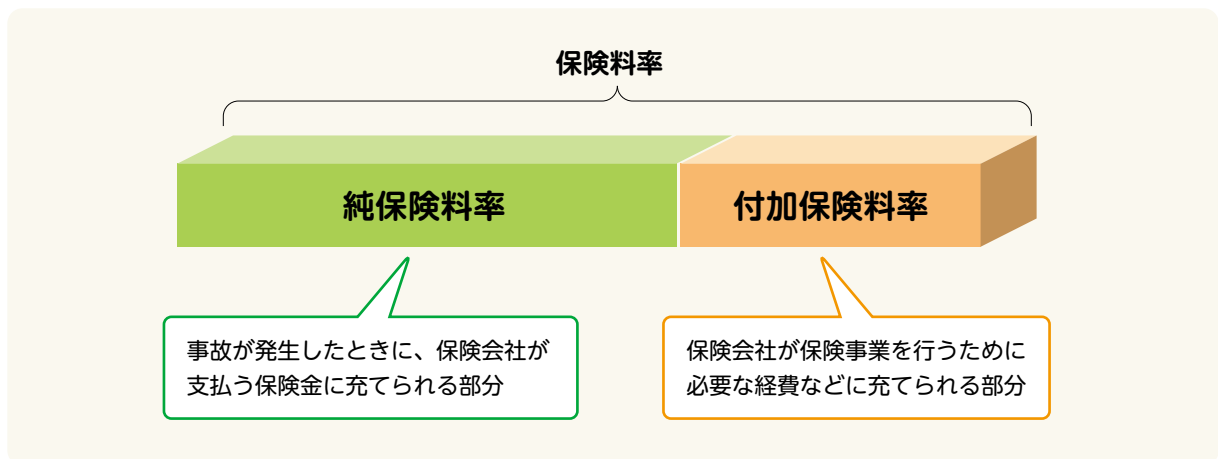 保険料率
純保険料率
付加保険料率
事故が発生したときに、保険会社が
支払う保険金に充てられる部分
保険会社が保険事業を行うために
必要な経費などに充てられる部分